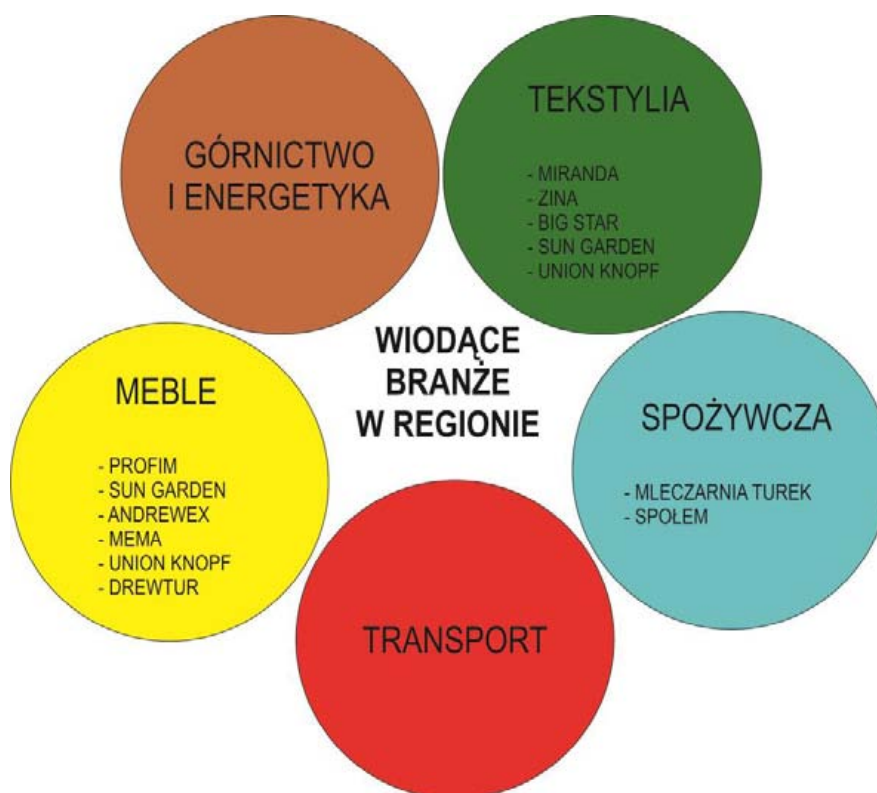 GÓRNICTWO
I ENERGETYKA
TEKSTYLIA
- MIRANDA
- ZINA
- BIG STAR
- SUN GARDEN
- UNION KNOPF
WIODĄCE
BRANŻE
W REGIONIE
MEBLE
- PROFIM
- SUN GARDEN
- ANDREWEX
- MEMA
- UNION KNOPF
- DREWTUR
SPOŻYWCZA
- MLECZARNIA TUREK
- SPOŁEM
TRANSPORT